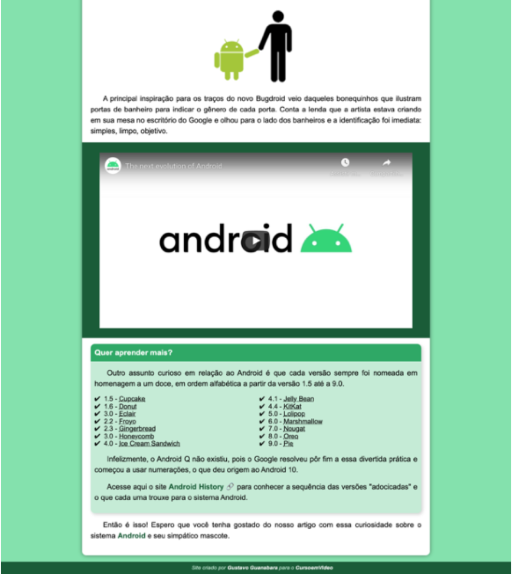 A principal inspiração para os traços do novo Bugdroid veio daqueles bonequinhos que ilustram
portas de banheiro para indicar o gênero de cada porta. Conta a lenda que a artista estava criando
em sua mesa no escritório do Google e olhou para o lado dos banheiros e a identificação foi imediata:
simples, limpo, objetivo.
The next evolution of Android
android
Quer aprender mais?
Outro assunto curioso em relação ao Android é que cada versão sempre foi nomeada em
homenagem a um doce, em ordem alfabética a partir da versão 1.5 até a 9.0.
✔ 1.5 - Cupcake
✔ 1.6 - Donut
✔ 3.0 - Eclair
✔ 2.2 - Froyo
✔ 2.3 - Gingerbread
✔ 3.0 - Honeycomb
✔ 4.0 - Ice Cream Sandwich
✔ 4.1 - Jelly Bean
✔ 4.4 - KitKat
✔ 5.0 - Lolipop
✔ 6.0 - Marshmallow
✔ 7.0 - Nougat
✔ 8.0 - Oreo
✔ 9.0 - Pie
Infelizmente, o Android Q não existiu, pois o Google resolveu pôr fim a essa divertida prática e
começou a usar numerações, o que deu origem ao Android 10.
Acesse aqui o site Android History para conhecer a sequência das versões "adocicadas" e
o que cada uma trouxe para o sistema Android.
Então é isso! Espero que você tenha gostado do nosso artigo com essa curiosidade sobre o
sistema Android e seu simpático mascote.
Site criado por Gustavo Guanabara para o CursoemVideo